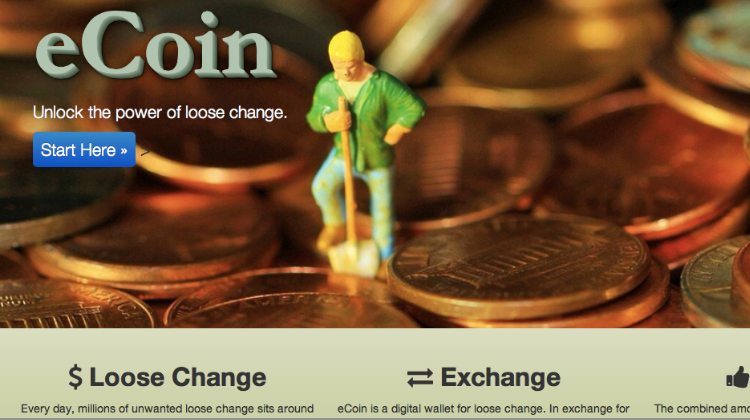 eCoin
Unlock the power of loose change.
Start Here »
$ Loose Change
Exchange
Every day, millions of unwanted loose change sits around
eCoin is a digital wallet for loose change. In exchange for
The combined